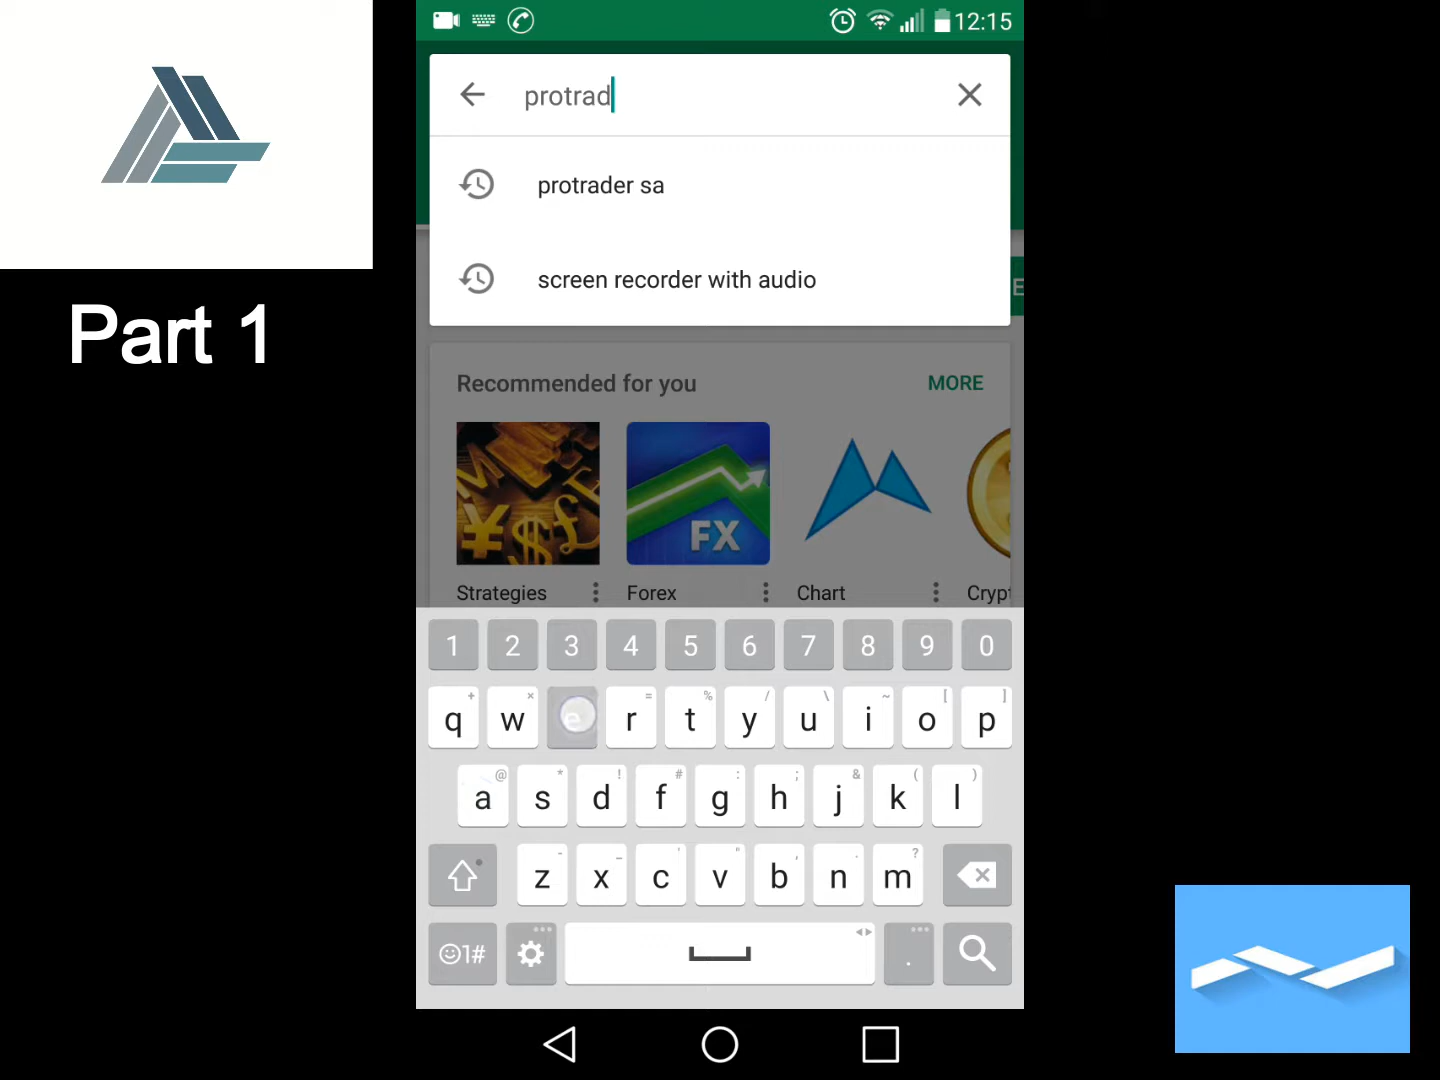 12:15
protrad
protrader sa
screen recorder with audio
Part 1
Recommended for you
MORE
FX
Strategies
Forex
Chart
1 2 3 4 5 6 7 8 9 0
q w e r t y u i o p
a s d f g h j k l
z x c v b n m
1#
.